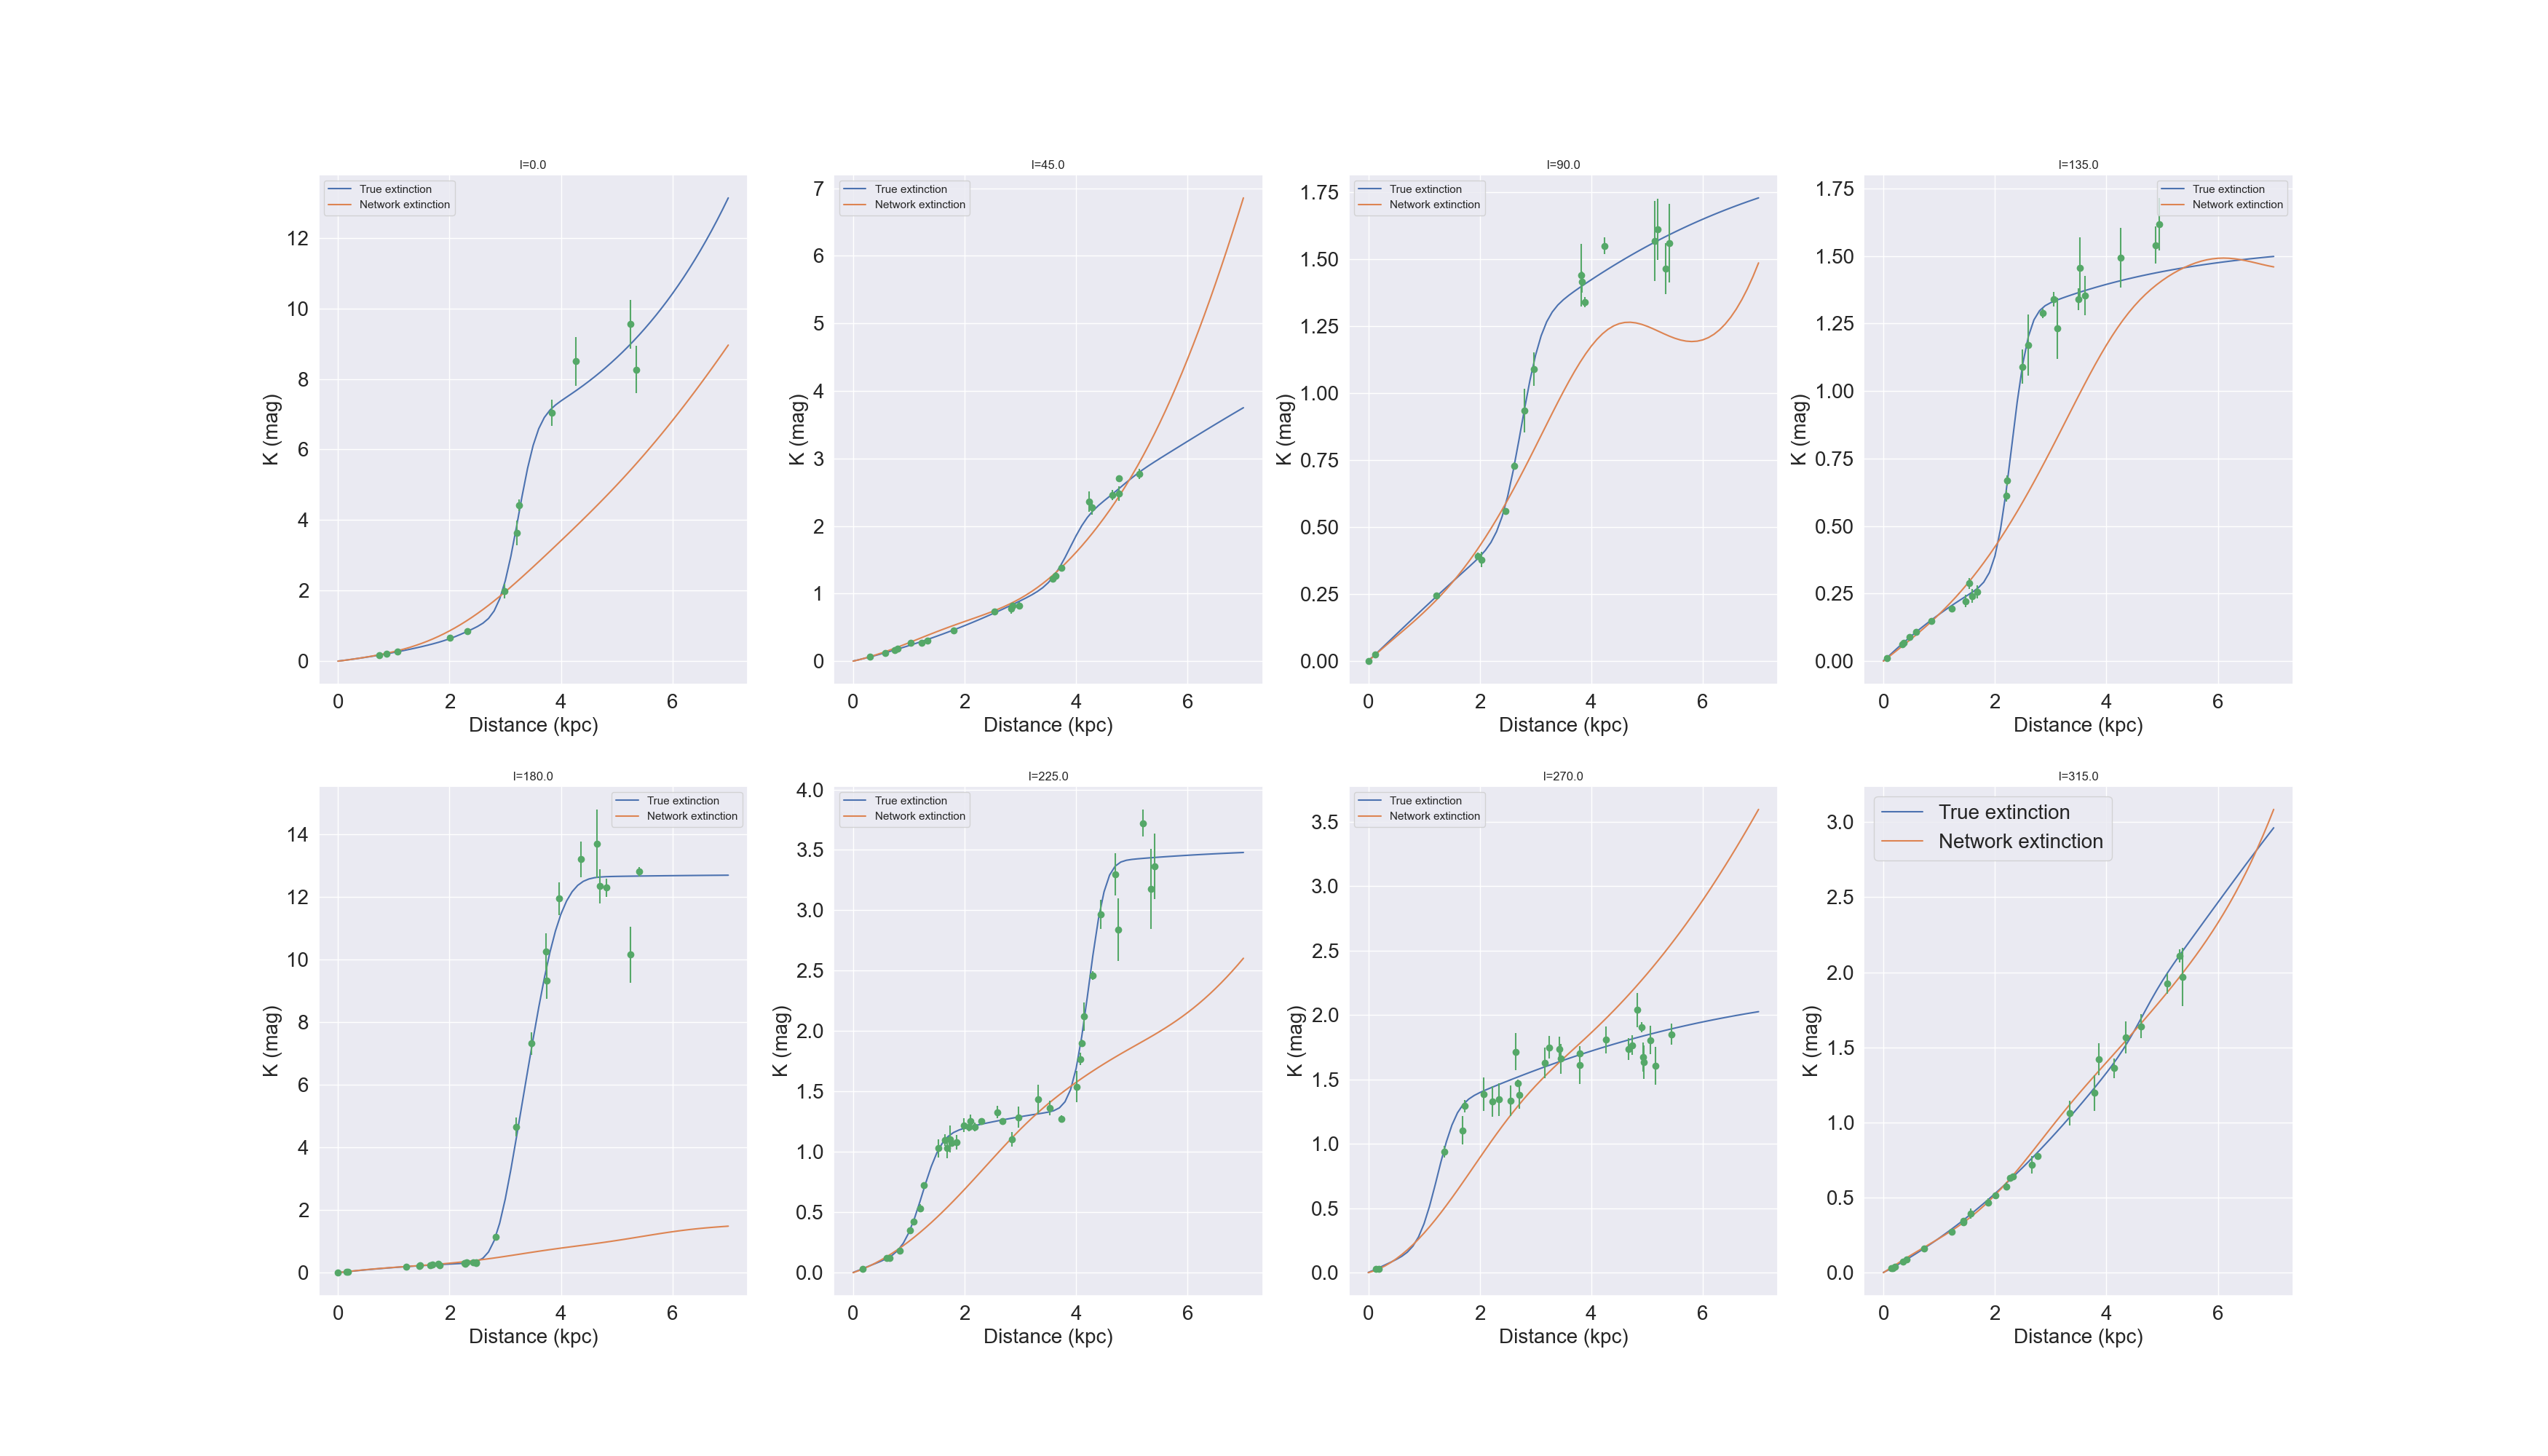 l=0.0
True extinction
Network extinction
12
10
8
6
4
2
0
K (mag)
0 2 4 6
Distance (kpc)
l=45.0
True extinction
Network extinction
7
6
5
4
3
2
1
0
K (mag)
0 2 4 6
Distance (kpc)
l=90.0
True extinction
Network extinction
1.75
1.50
1.25
1.00
0.75
0.50
0.25
0.00
K (mag)
0 2 4 6
Distance (kpc)
l=135.0
True extinction
Network extinction
1.75
1.50
1.25
1.00
0.75
0.50
0.25
0.00
K (mag)
0 2 4 6
Distance (kpc)
l=180.0
True extinction
Network extinction
14
12
10
8
6
4
2
0
K (mag)
0 2 4 6
Distance (kpc)
l=225.0
True extinction
Network extinction
4.0
3.5
3.0
2.5
2.0
1.5
1.0
0.5
0.0
K (mag)
0 2 4 6
Distance (kpc)
l=270.0
True extinction
Network extinction
3.5
3.0
2.5
2.0
1.5
1.0
0.5
0.0
K (mag)
0 2 4 6
Distance (kpc)
l=315.0
True extinction
Network extinction
3.0
2.5
2.0
1.5
1.0
0.5
0.0
K (mag)
0 2 4 6
Distance (kpc)